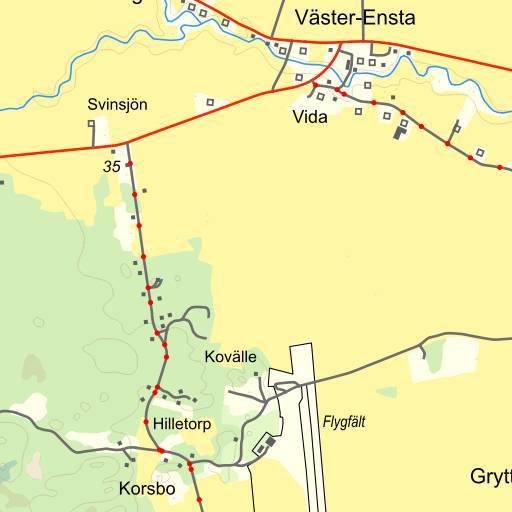 Väster-Ensta
Svinsjön
Vida
35
Kovälle
Flygfält
Hilletorp
Korsbo